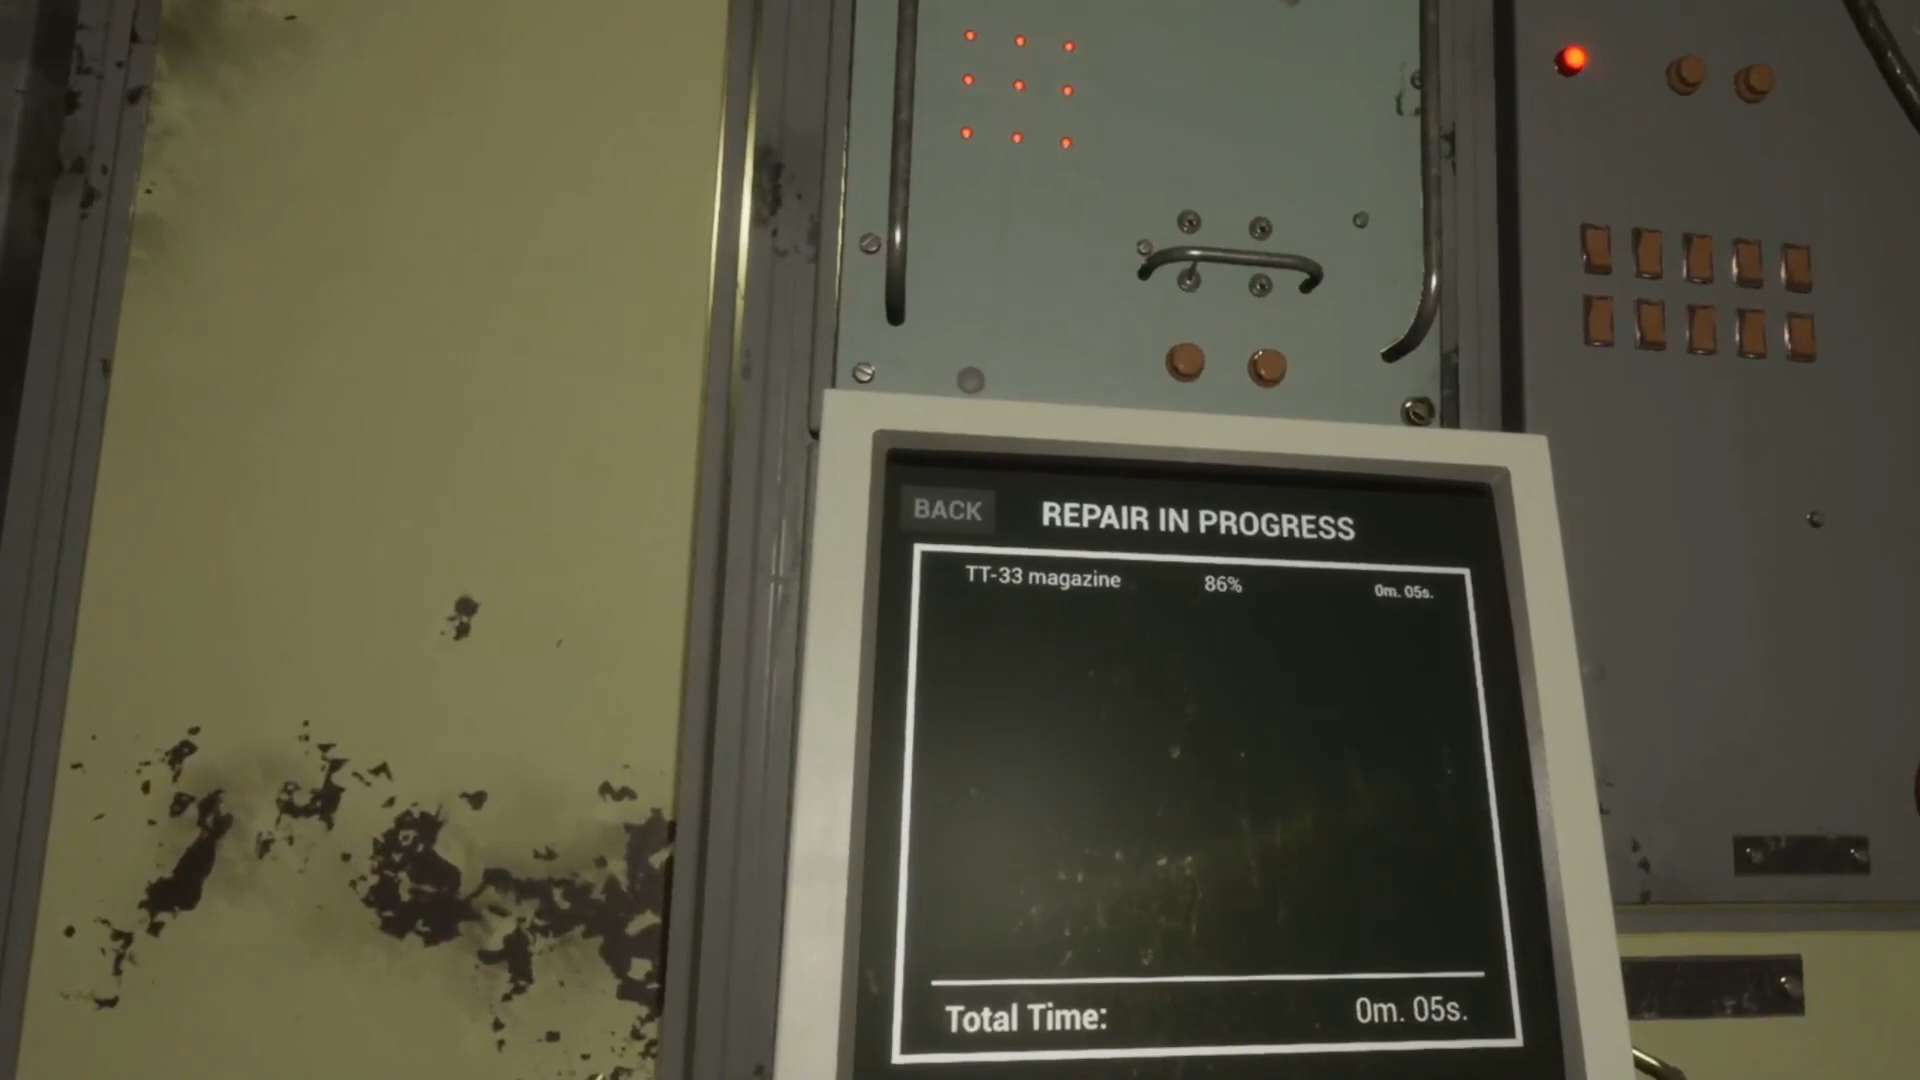 BACK
REPAIR IN PROGRESS
TT-33 magazine 86% 0m. 05s.
Total Time: 0m. 05s.